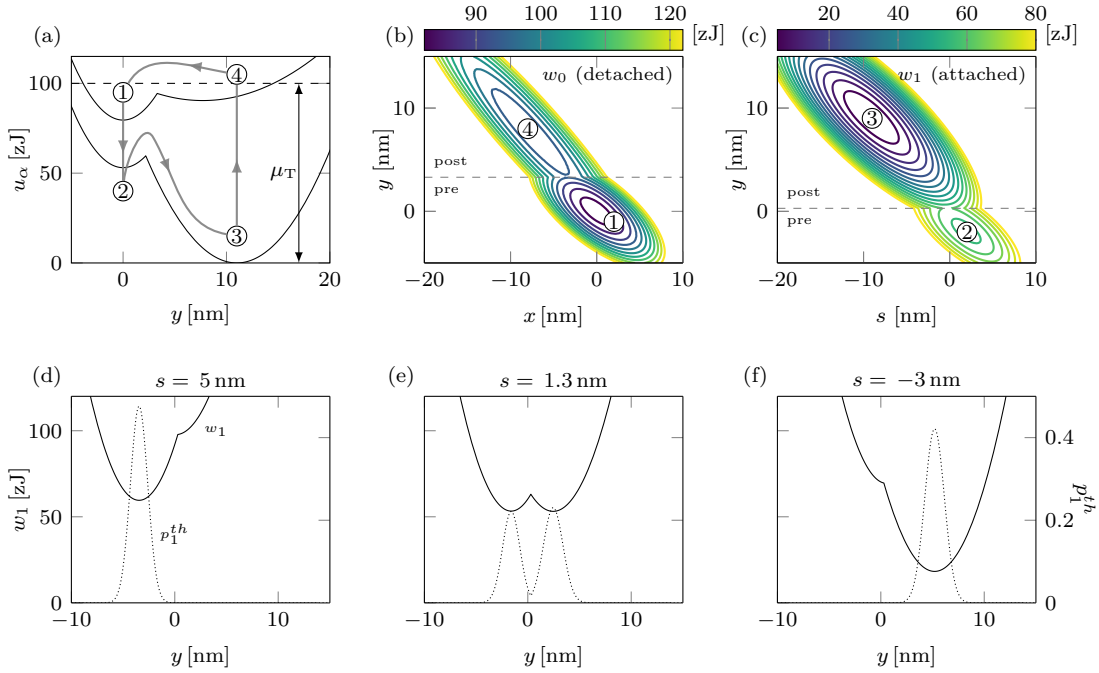 (a)
100
50
0
0
10
20
u_α [zJ]
y [nm]
1
2
3
4
μ_T
(b)
90
100
110
120
[zJ]
w_0 (detached)
4
1
post
pre
10
0
−20
−10
0
10
y [nm]
x [nm]
(c)
20
40
60
80
[zJ]
w_1 (attached)
3
2
post
pre
10
0
−20
−10
0
10
y [nm]
s [nm]
(d)
s = 5 nm
100
50
0
−10
0
10
w_1 [zJ]
w_1
p_1^{th}
y [nm]
(e)
s = 1.3 nm
−10
0
10
y [nm]
(f)
s = −3 nm
0.4
0.2
0
p_1^{th}
−10
0
10
y [nm]